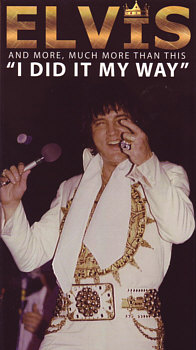 ELVIS
AND MORE, MUCH MORE THAN THIS
"I DID IT MY WAY"